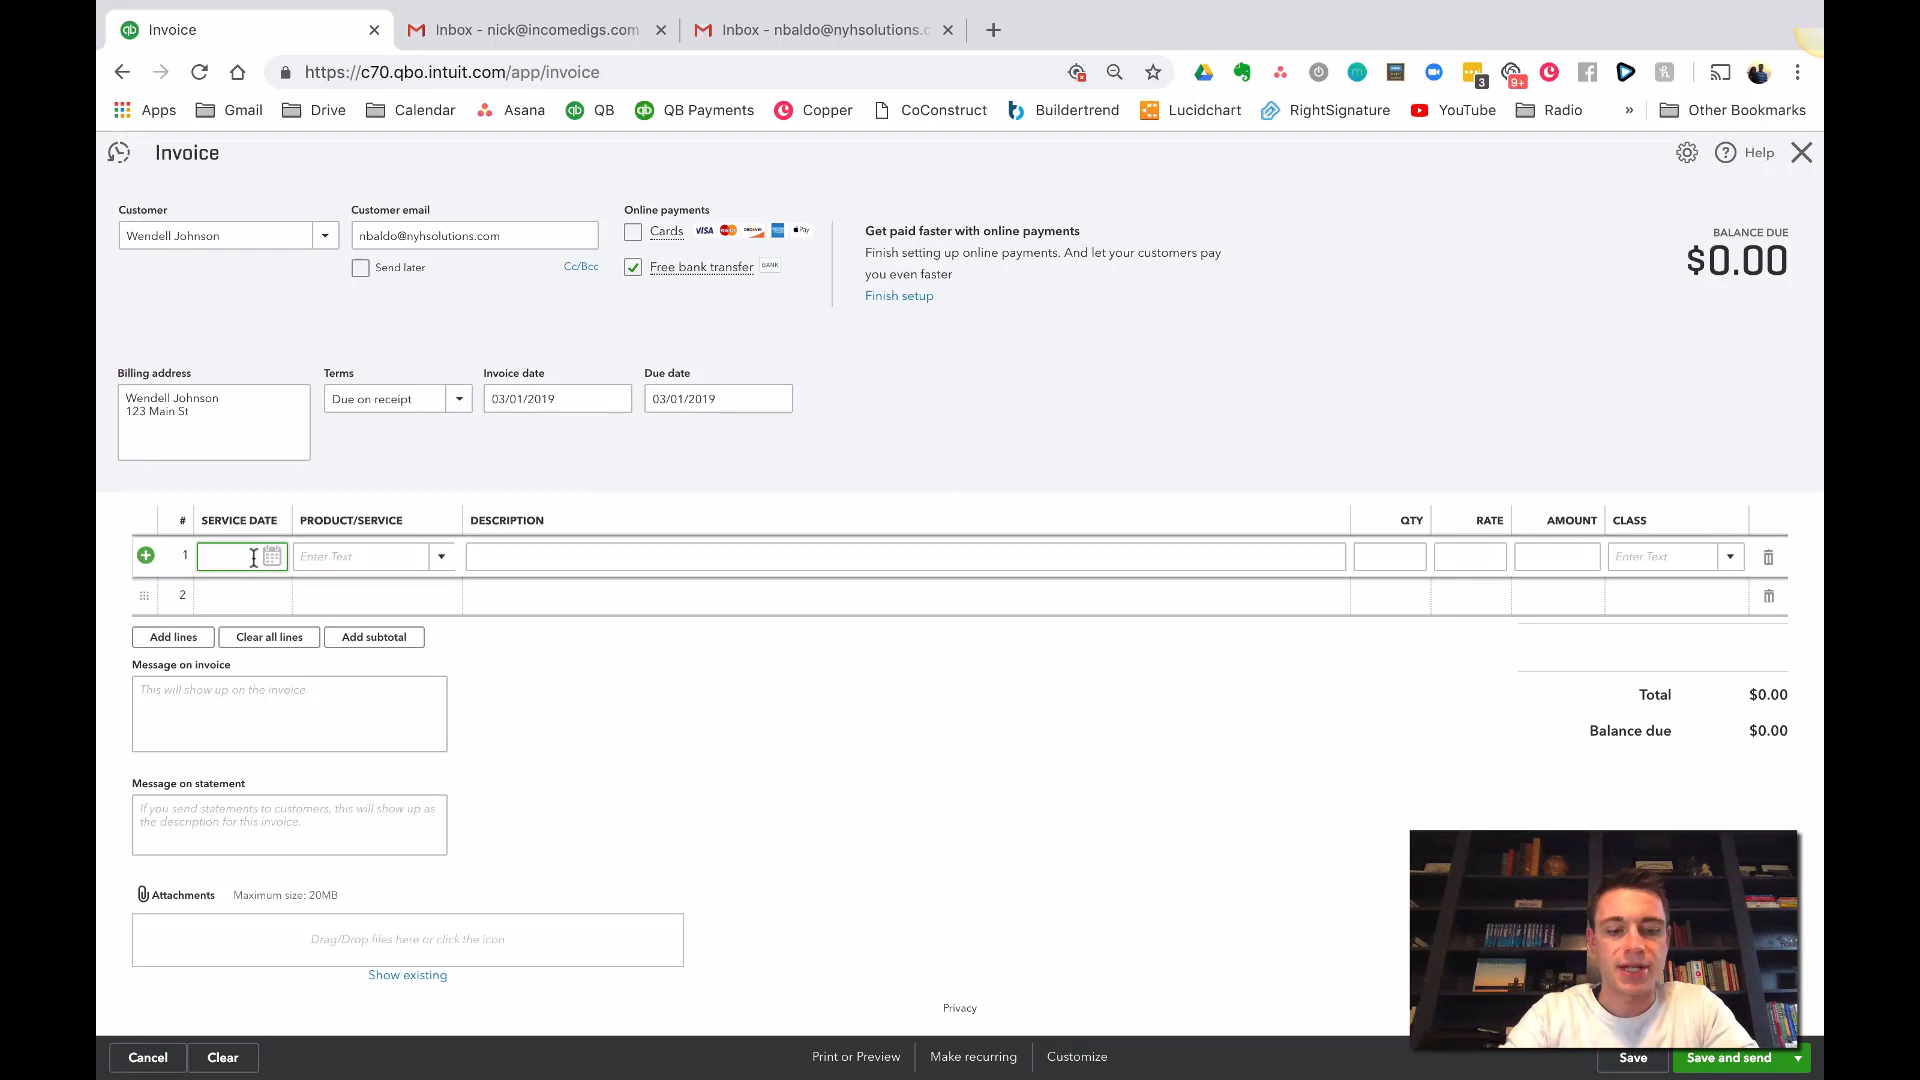 Invoice
Inbox - nick@incomedigs.com
Inbox - nbaldo@nyhsolutions.c
https://c70.qbo.intuit.com/app/invoice
3
9+
Apps
Gmail
Drive
Calendar
Asana
QB
QB Payments
Copper
CoConstruct
Buildertrend
Lucidchart
RightSignature
YouTube
Radio
»
Other Bookmarks
Invoice
Help
Customer
Customer email
Online payments
Wendell Johnson
nbaldo@nyhsolutions.com
Cards
VISA
Pay
Get paid faster with online payments
BALANCE DUE
Finish setting up online payments. And let your customers pay
you even faster
$0.00
Send later
Cc/Bcc
Free bank transfer
BANK
Finish setup
Billing address
Terms
Invoice date
Due date
Wendell Johnson
123 Main St
Due on receipt
03/01/2019
03/01/2019
# SERVICE DATE PRODUCT/SERVICE DESCRIPTION QTY RATE AMOUNT CLASS
1 Enter Text Enter Text
2
Add lines
Clear all lines
Add subtotal
Message on invoice
This will show up on the invoice.
Total $0.00
Balance due $0.00
Message on statement
If you send statements to customers, this will show up as
the description for this invoice.
Attachments
Maximum size: 20MB
Drag/Drop files here or click the icon
Show existing
Privacy
Cancel
Clear
Print or Preview
Make recurring
Customize
Save
Save and send